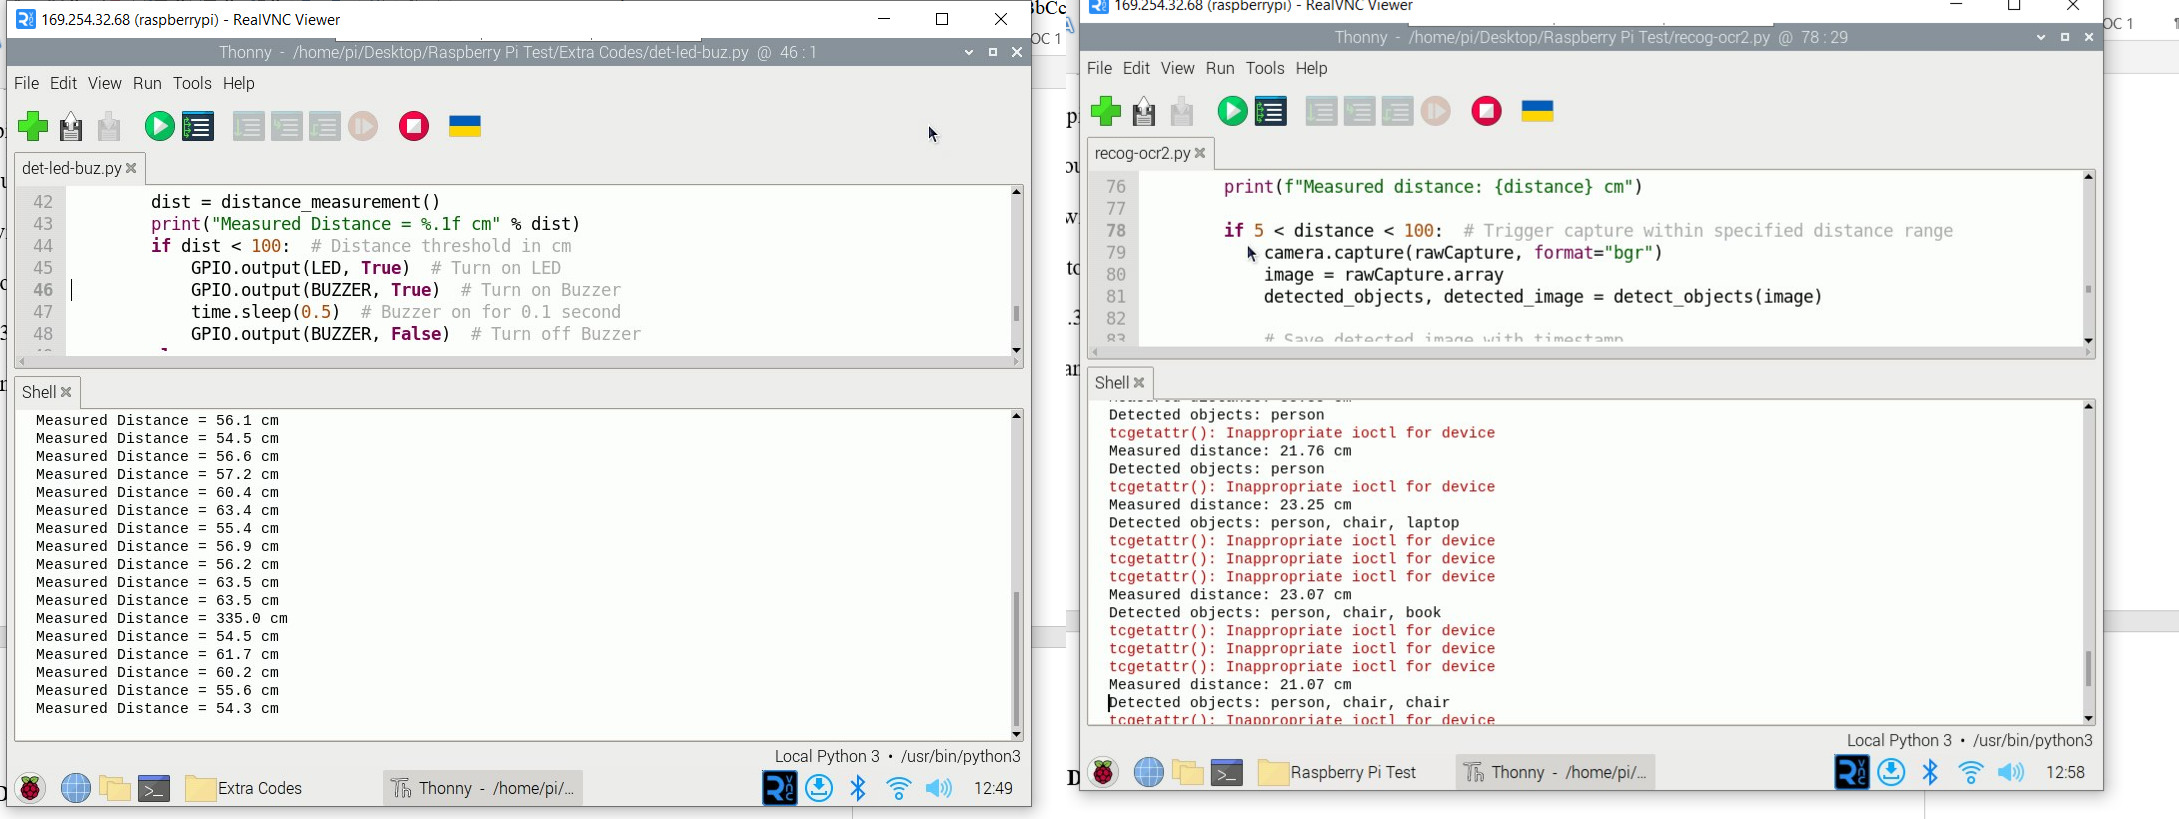 169.254.32.68 (raspberrypi) - RealVNC Viewer
Thonny - /home/pi/Desktop/Raspberry Pi Test/Extra Codes/det-led-buz.py @ 46 : 1
File Edit View Run Tools Help
det-led-buz.py
42 dist = distance_measurement()
43 print("Measured Distance = %.1f cm" % dist)
44 if dist < 100: # Distance threshold in cm
45 GPIO.output(LED, True) # Turn on LED
46 GPIO.output(BUZZER, True) # Turn on Buzzer
47 time.sleep(0.5) # Buzzer on for 0.1 second
48 GPIO.output(BUZZER, False) # Turn off Buzzer
Shell
Measured Distance = 56.1 cm
Measured Distance = 54.5 cm
Measured Distance = 56.6 cm
Measured Distance = 57.2 cm
Measured Distance = 60.4 cm
Measured Distance = 63.4 cm
Measured Distance = 55.4 cm
Measured Distance = 56.9 cm
Measured Distance = 56.2 cm
Measured Distance = 63.5 cm
Measured Distance = 63.5 cm
Measured Distance = 335.0 cm
Measured Distance = 54.5 cm
Measured Distance = 61.7 cm
Measured Distance = 60.2 cm
Measured Distance = 55.6 cm
Measured Distance = 54.3 cm
Local Python 3 • /usr/bin/python3
Extra Codes
Thonny - /home/pi/...
12:49
169.254.32.68 (raspberrypi) - RealVNC Viewer
Thonny - /home/pi/Desktop/Raspberry Pi Test/recog-ocr2.py @ 78 : 29
File Edit View Run Tools Help
recog-ocr2.py
76 print(f"Measured distance: {distance} cm")
77
78 if 5 < distance < 100: # Trigger capture within specified distance range
79 camera.capture(rawCapture, format="bgr")
80 image = rawCapture.array
81 detected_objects, detected_image = detect_objects(image)
82
83 # Save detected image with timestamp
Shell
Detected objects: person
tcgetattr(): Inappropriate ioctl for device
Measured distance: 21.76 cm
Detected objects: person
tcgetattr(): Inappropriate ioctl for device
Measured distance: 23.25 cm
Detected objects: person, chair, laptop
tcgetattr(): Inappropriate ioctl for device
tcgetattr(): Inappropriate ioctl for device
tcgetattr(): Inappropriate ioctl for device
Measured distance: 23.07 cm
Detected objects: person, chair, book
tcgetattr(): Inappropriate ioctl for device
tcgetattr(): Inappropriate ioctl for device
tcgetattr(): Inappropriate ioctl for device
Measured distance: 21.07 cm
Detected objects: person, chair, chair
tcgetattr(): Inappropriate ioctl for device
Local Python 3 • /usr/bin/python3
Raspberry Pi Test
Thonny - /home/pi/...
12:58